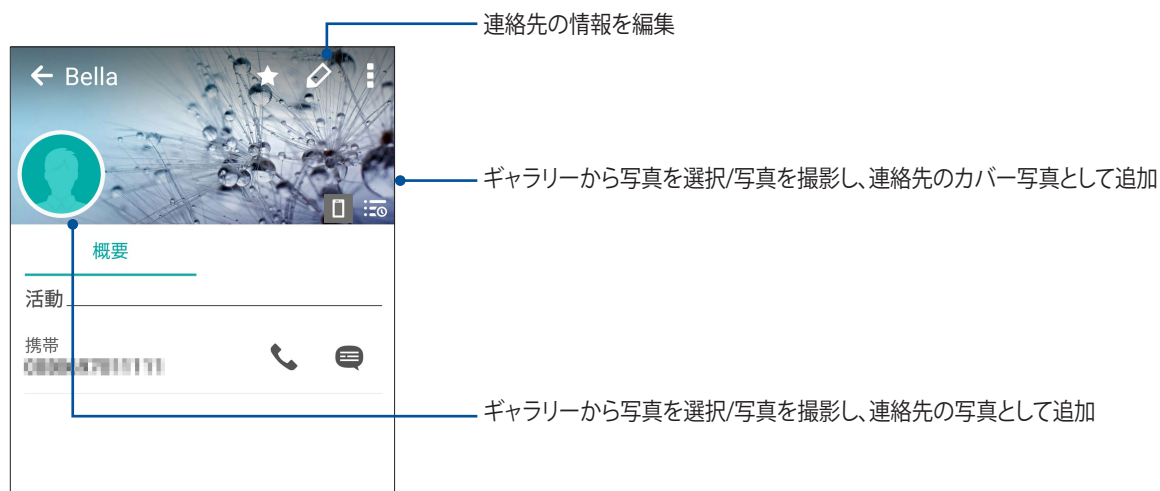 連絡先の情報を編集
Bella
ギャラリーから写真を選択/写真を撮影し、連絡先のカバー写真として追加
概要
活動
携帯
ギャラリーから写真を選択/写真を撮影し、連絡先の写真として追加